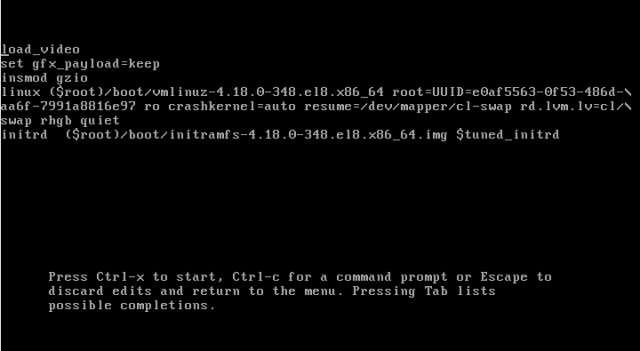 load_video
set gfx_payload=keep
insmod gzio
linux ($root)/boot/vmlinuz-4.18.0-348.el8.x86_64 root=UUID=e0af5563-0f53-486d-\
aa6f-7991a8816e97 ro crashkernel=auto resume=/dev/mapper/cl-swap rd.lvm.lv=cl/\
swap rhgb quiet
initrd  ($root)/boot/initramfs-4.18.0-348.el8.x86_64.img $tuned_initrd
Press Ctrl-x to start, Ctrl-c for a command prompt or Escape to
discard edits and return to the menu. Pressing Tab lists
possible completions.